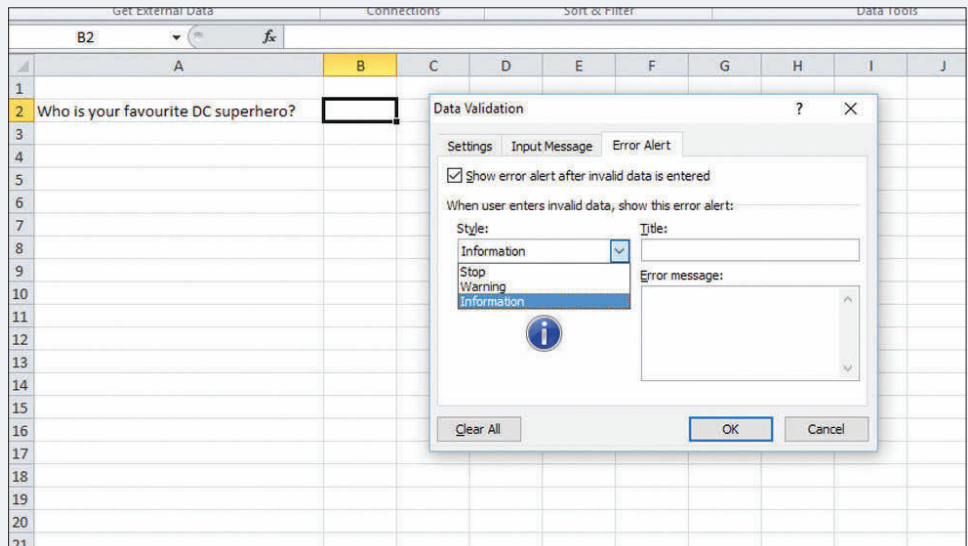 Get External Data Connections Sort & Filter Data Tools
B2 fx
A B C D E F G H I J
1
2 Who is your favourite DC superhero?
3
4
5
6
7
8
9
10
11
12
13
14
15
16
17
18
19
20
21
Data Validation ?
Settings Input Message Error Alert
Show error alert after invalid data is entered
When user enters invalid data, show this error alert:
Style: Title:
Information
Stop
Warning
Information
Error message:
i
Clear All OK Cancel